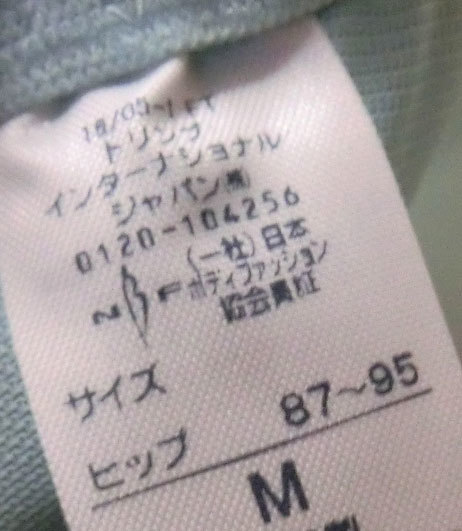 トリンプ
インターナショナル
ジャパン㈱
0120-104256
(一社)日本
NBF ボディファッション
協会員証
サイズ
ヒップ 87~95
M